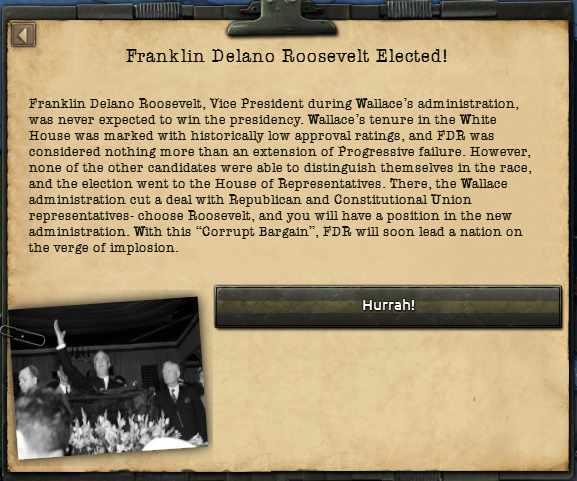 Franklin Delano Roosevelt Elected!
Franklin Delano Roosevelt, Vice President during Wallace's administration,
was never expected to win the presidency. Wallace's tenure in the White
House was marked with historically low approval ratings, and FDR was
considered nothing more than an extension of Progressive failure. However,
none of the other candidates were able to distinguish themselves in the race,
and the election went to the House of Representatives. There, the Wallace
administration cut a deal with Republican and Constitutional Union
representatives- choose Roosevelt, and you will have a position in the new
administration. With this “Corrupt Bargain”, FDR will soon lead a nation on
the verge of implosion.
Hurrah!